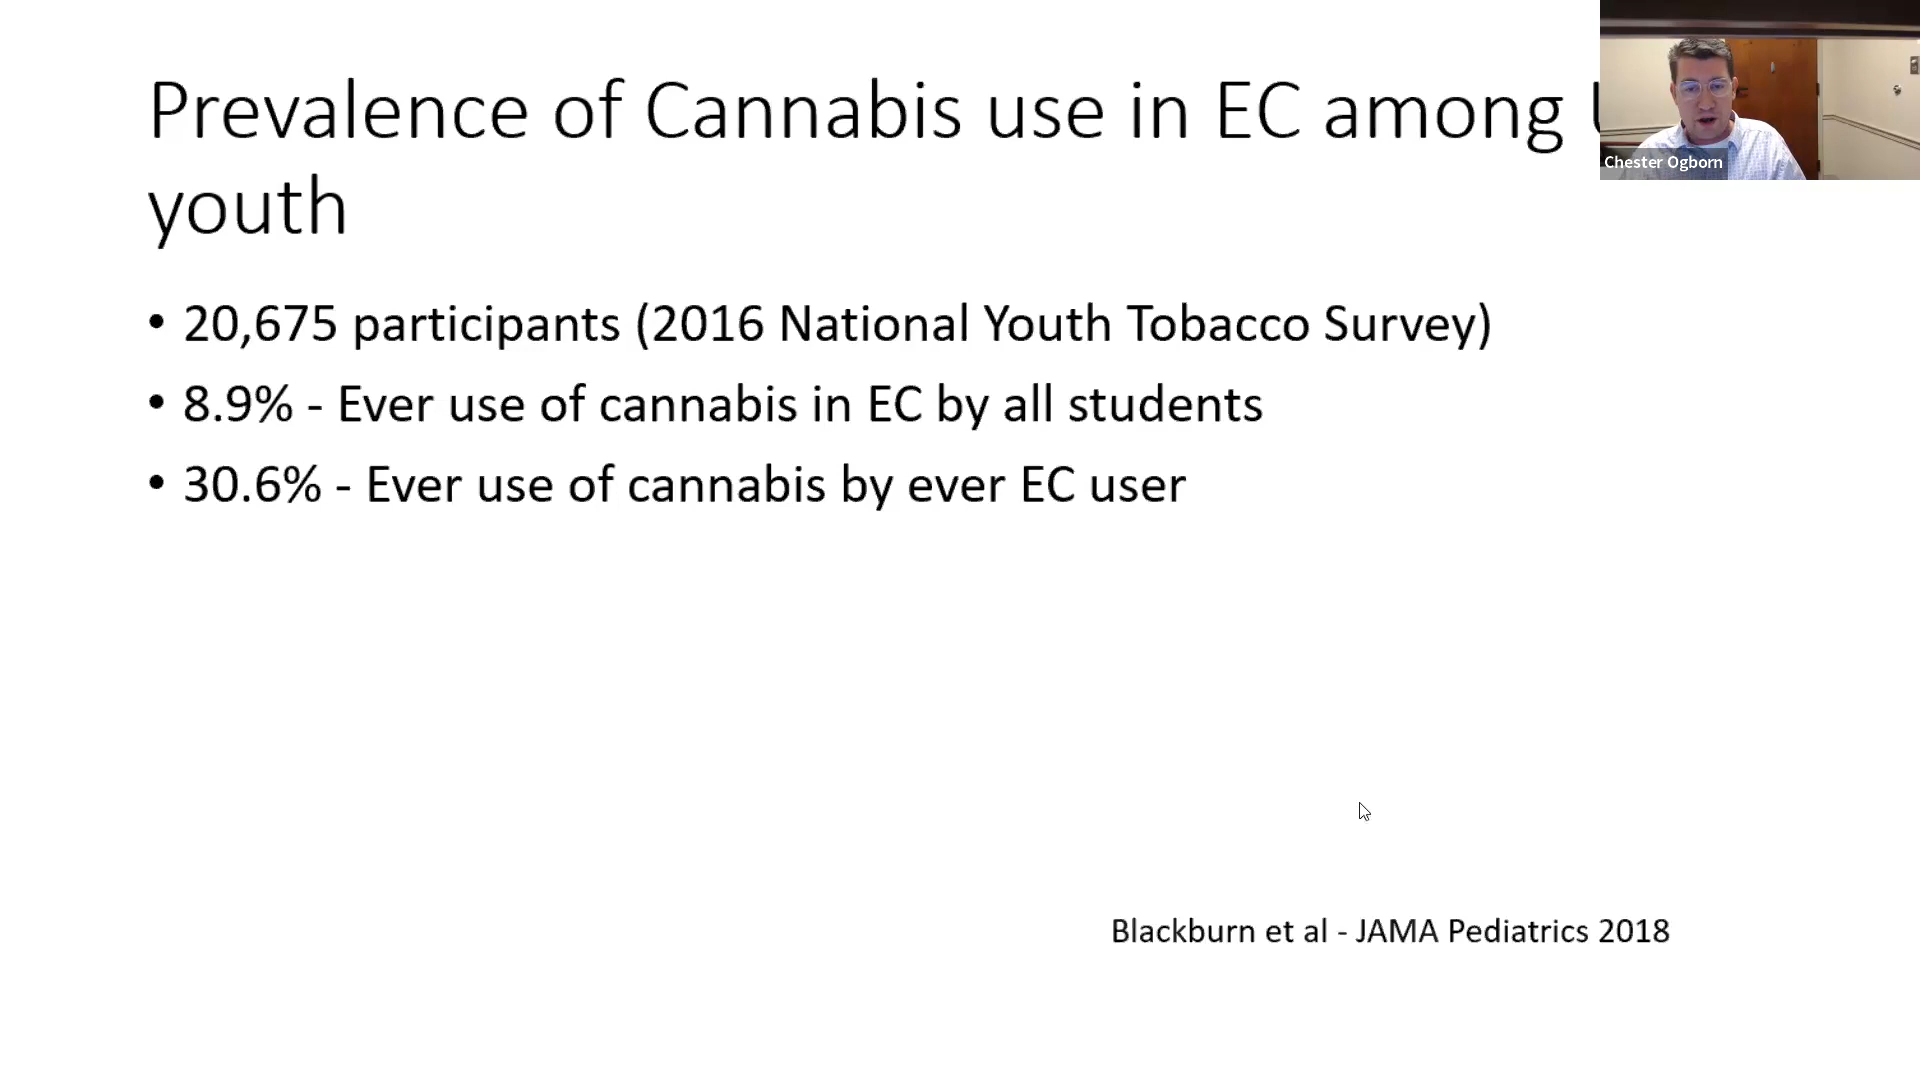 Prevalence of Cannabis use in EC among
youth
Chester Ogborn
• 20,675 participants (2016 National Youth Tobacco Survey)
• 8.9% - Ever use of cannabis in EC by all students
• 30.6% - Ever use of cannabis by ever EC user
Blackburn et al - JAMA Pediatrics 2018